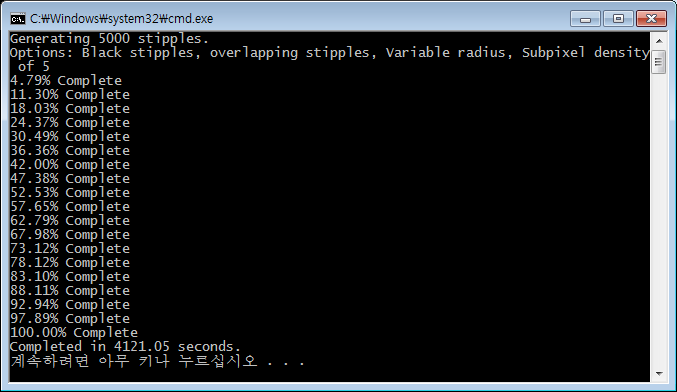 C:₩Windows₩system32₩cmd.exe
Generating 5000 stipples.
Options: Black stipples, overlapping stipples, Variable radius, Subpixel density
 of 5
4.79% Complete
11.30% Complete
18.03% Complete
24.37% Complete
30.49% Complete
36.36% Complete
42.00% Complete
47.38% Complete
52.53% Complete
57.65% Complete
62.79% Complete
67.98% Complete
73.12% Complete
78.12% Complete
83.10% Complete
88.11% Complete
92.94% Complete
97.89% Complete
100.00% Complete
Completed in 4121.05 seconds.
계속하려면 아무 키나 누르십시오 . . .